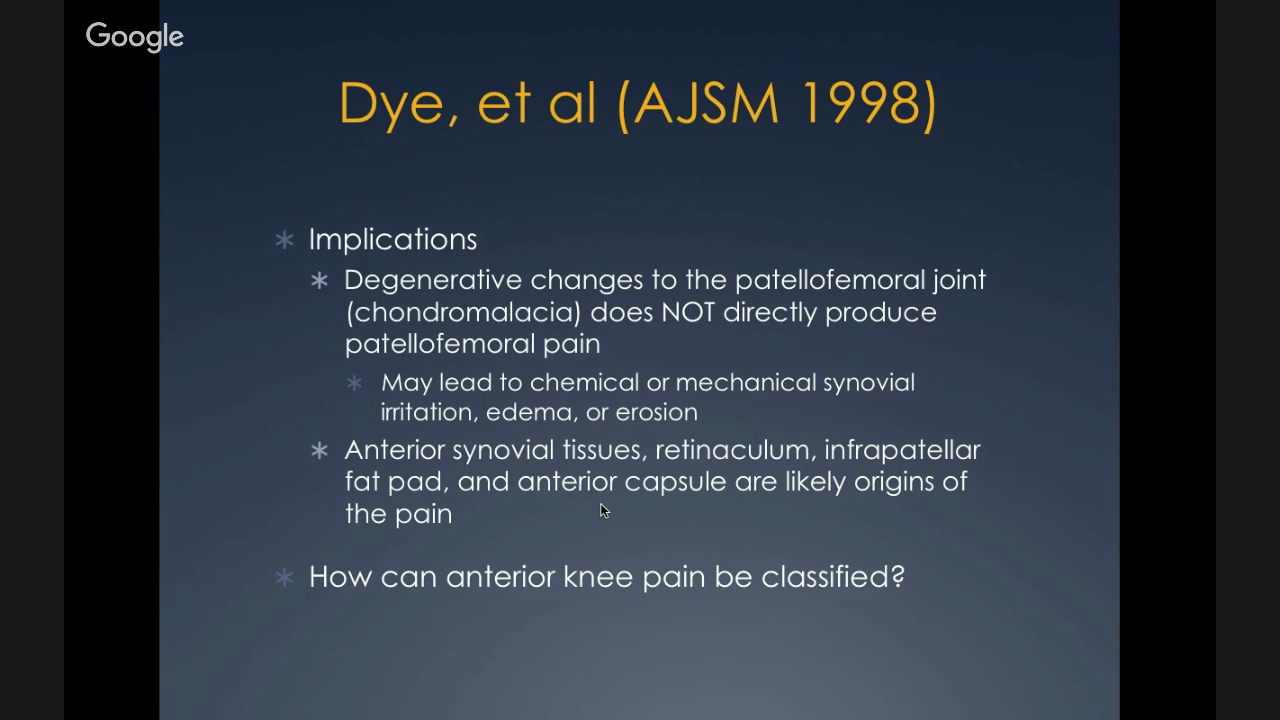 Google
Dye, et al (AJSM 1998)
* Implications
* Degenerative changes to the patellofemoral joint
(chondromalacia) does NOT directly produce
patellofemoral pain
* May lead to chemical or mechanical synovial
irritation, edema, or erosion
* Anterior synovial tissues, retinaculum, infrapatellar
fat pad, and anterior capsule are likely origins of
the pain
* How can anterior knee pain be classified?